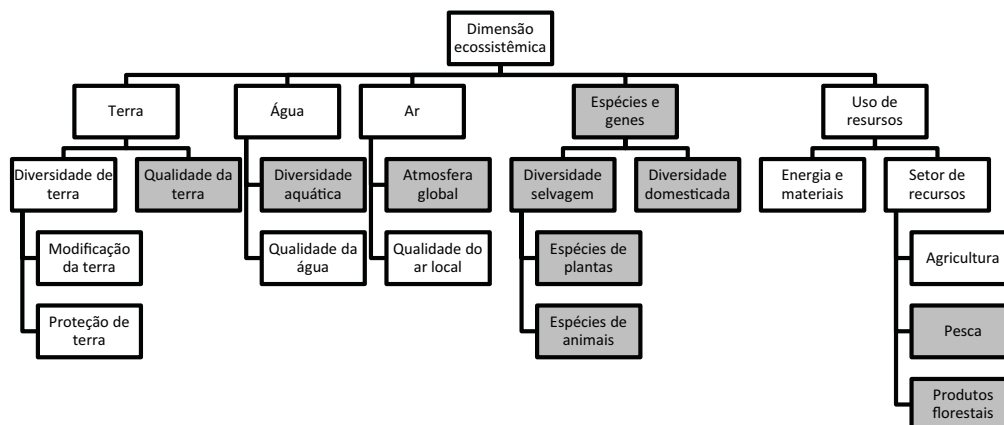 Dimensão
ecossistêmica
Terra
Água
Ar
Espécies e
genes
Uso de
recursos
Diversidade de
terra
Qualidade da
terra
Diversidade
aquática
Atmosfera
global
Diversidade
selvagem
Diversidade
domesticada
Energia e
materiais
Setor de
recursos
Modificação
da terra
Qualidade da
água
Qualidade do
ar local
Espécies de
plantas
Agricultura
Proteção de
terra
Espécies de
animais
Pesca
Produtos
florestais